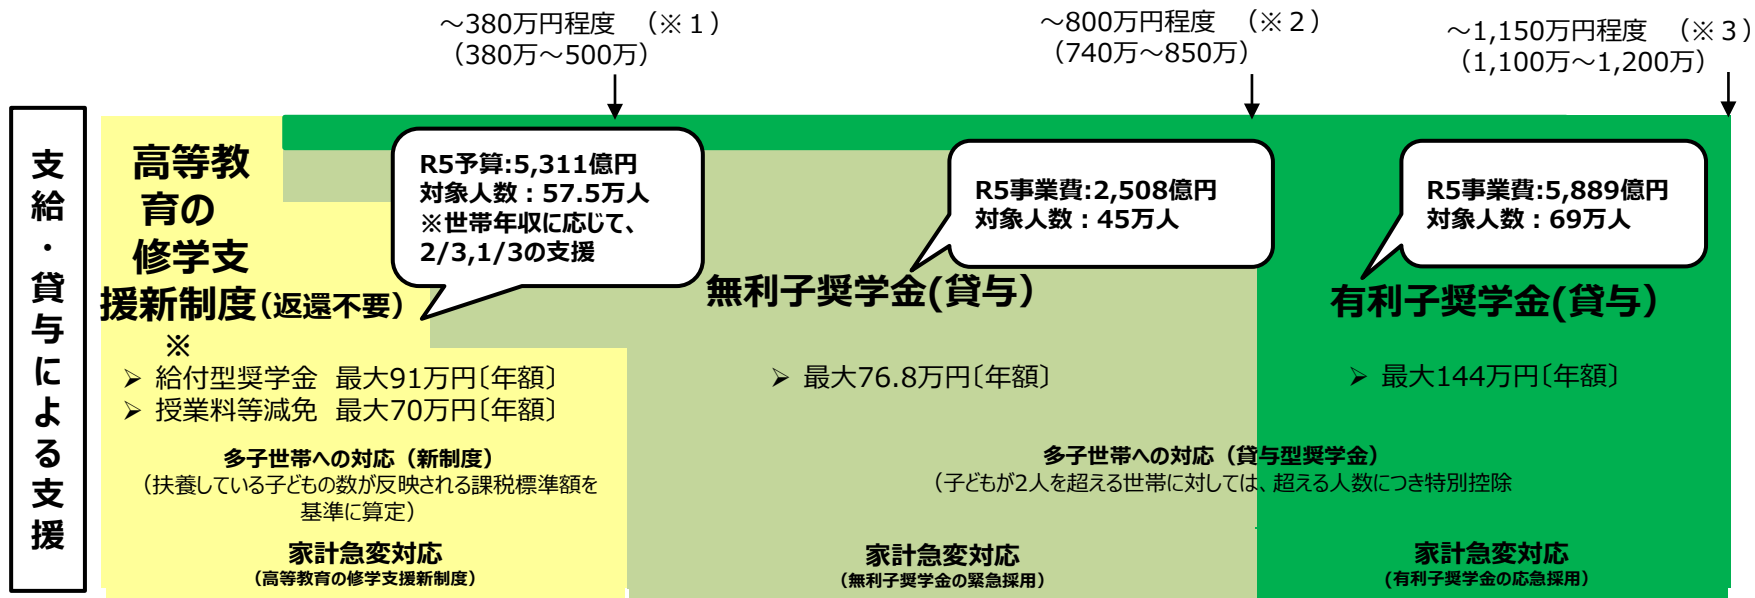 ～380万円程度　（※１）
（380万～500万）
～800万円程度　（※２）
（740万～850万）
～1,150万円程度　（※３）
（1,100万～1,200万）
支給・貸与による支援
高等教
育の
修学支
援新制度(返還不要）
※
R5予算:5,311億円
対象人数：57.5万人
※世帯年収に応じて、
2/3,1/3の支援
➢ 給付型奨学金　最大91万円〔年額〕
➢ 授業料等減免　最大70万円〔年額〕
多子世帯への対応（新制度）
（扶養している子どもの数が反映される課税標準額を
基準に算定）
家計急変対応
（高等教育の修学支援新制度）
R5事業費:2,508億円
対象人数：45万人
無利子奨学金(貸与）
➢ 最大76.8万円〔年額〕
R5事業費:5,889億円
対象人数：69万人
有利子奨学金(貸与）
➢ 最大144万円〔年額〕
多子世帯への対応（貸与型奨学金）
（子どもが2人を超える世帯に対しては、超える人数につき特別控除
家計急変対応
（無利子奨学金の緊急採用）
家計急変対応
（有利子奨学金の応急採用）